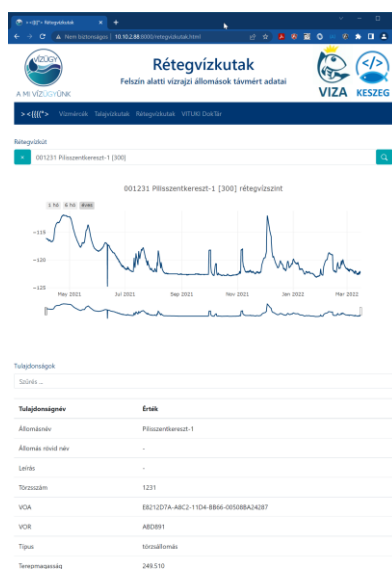 ><(((("> Rétegvízkutak
Nem biztonságos | 10.10.2.88:8000/retegvizkutak.html
VÍZÜGY
A MI VÍZÜGYÜNK
Rétegvízkutak
Felszín alatti vízrajzi állomások távmért adatai
VIZA
</>
KESZEG
><(((("> Vízmércék Talajvízkutak Rétegvízkutak VITUKI DokTár
Rétegvízkút
× 001231 Pilisszentkereszt-1 [300]
001231 Pilisszentkereszt-1 [300] rétegvízszint
1 hó 6 hó éves
−115
−120
−125
May 2021 Jul 2021 Sep 2021 Nov 2021 Jan 2022 Mar 2022
Tulajdonságok
Szűrés ...
Tulajdonságnév Érték
Állomásnév Pilisszentkereszt-1
Állomás rövid név -
Leírás -
Törzsszám 1231
VOA E8212D7A-A8C2-11D4-BB66-00508BA24287
VOR ABD891
Típus törzsállomás
Terepmagasság 249.510